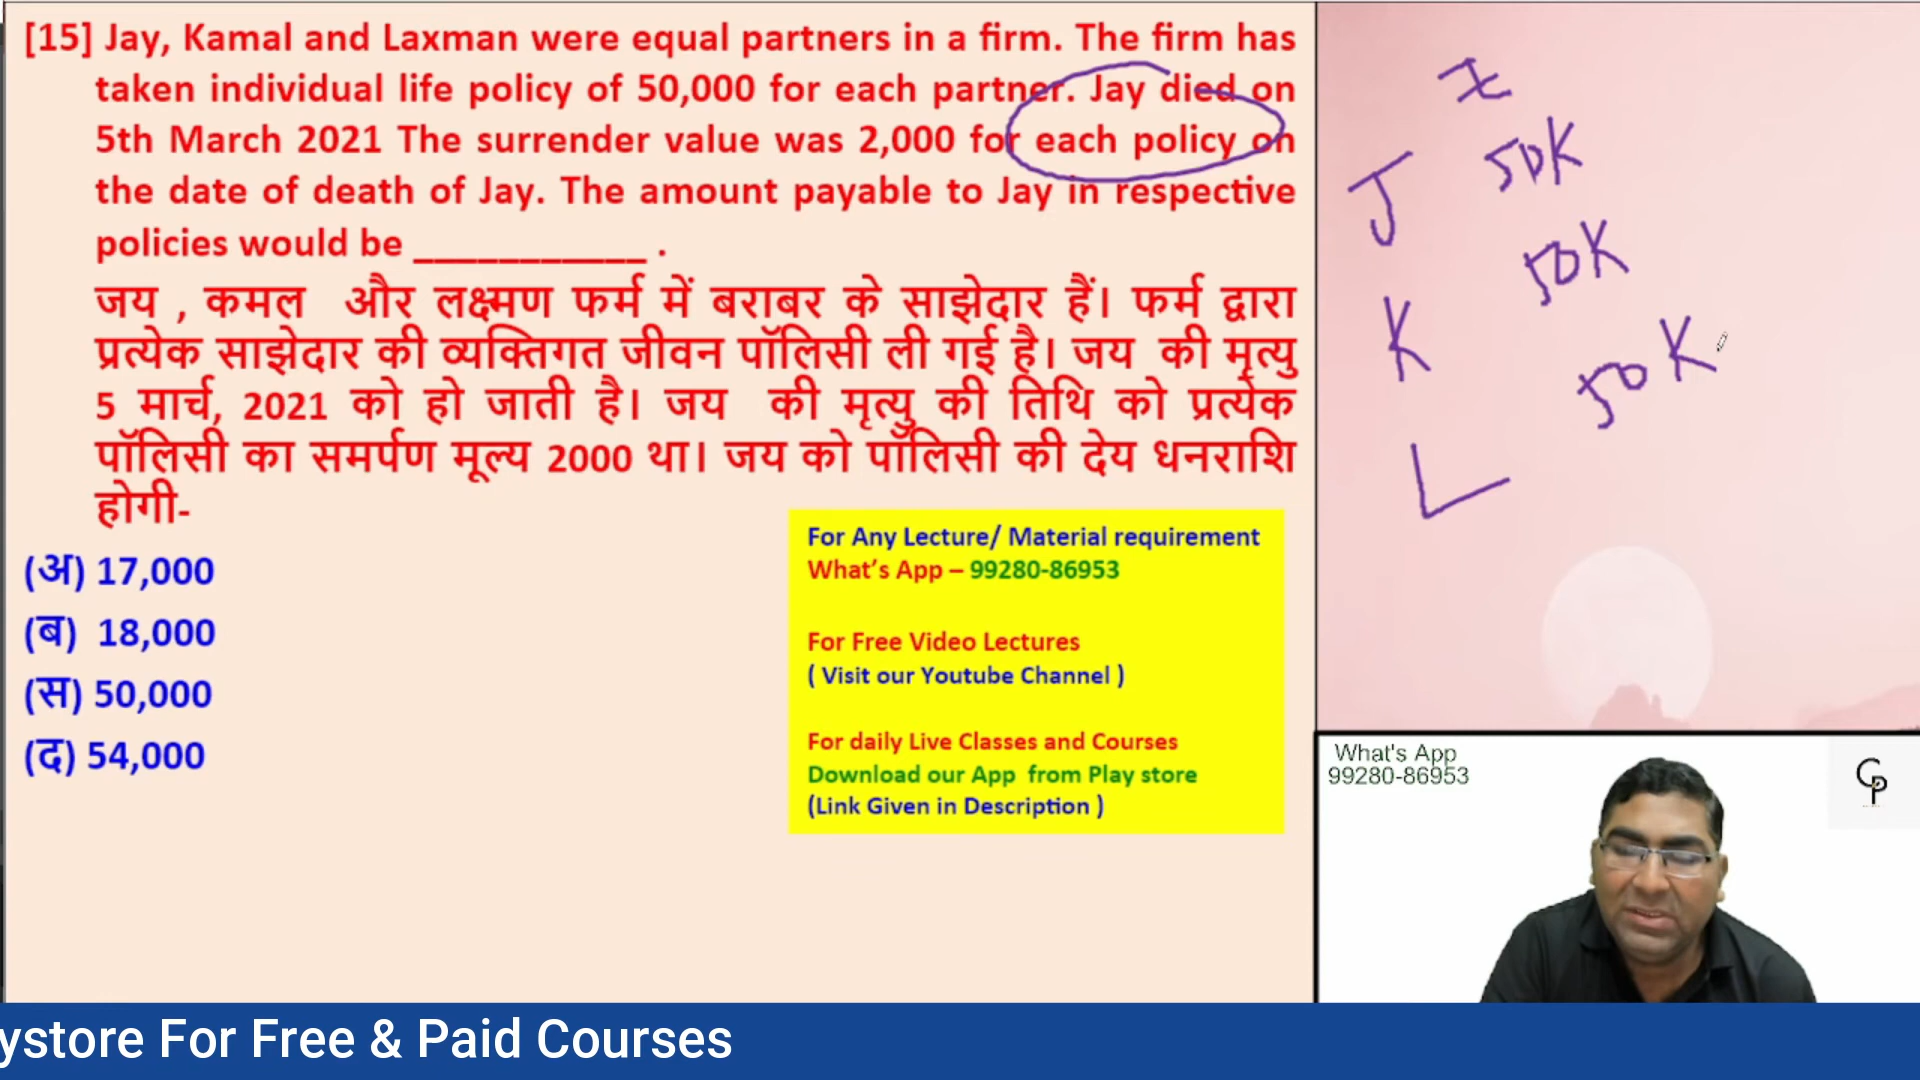 [15] Jay, Kamal and Laxman were equal partners in a firm. The firm has
taken individual life policy of 50,000 for each partner. Jay died on
5th March 2021 The surrender value was 2,000 for each policy on
the date of death of Jay. The amount payable to Jay in respective
policies would be ____________ .
जय , कमल और लक्ष्मण फर्म में बराबर के साझेदार हैं। फर्म द्वारा
प्रत्येक साझेदार की व्यक्तिगत जीवन पॉलिसी ली गई है। जय की मृत्यु
5 मार्च, 2021 को हो जाती है। जय की मृत्यु की तिथि को प्रत्येक
पॉलिसी का समर्पण मूल्य 2000 था। जय को पॉलिसी की देय धनराशि
होगी-
(अ) 17,000
(ब) 18,000
(स) 50,000
(द) 54,000
For Any Lecture/ Material requirement
What's App – 99280-86953
For Free Video Lectures
( Visit our Youtube Channel )
For daily Live Classes and Courses
Download our App from Play store
(Link Given in Description )
J 50K
K 50K
L 50K
What's App
99280-86953
CP
ystore For Free & Paid Courses